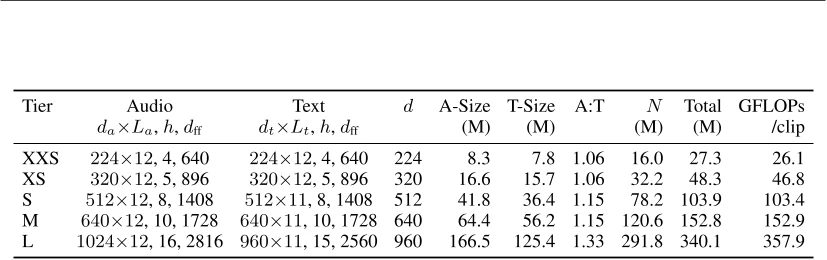 Tier Audio Text d A-Size T-Size A:T N Total GFLOPs
dₐ×Lₐ, h, d_ff dₜ×Lₜ, h, d_ff (M) (M) (M) (M) /clip
XXS 224×12, 4, 640 224×12, 4, 640 224 8.3 7.8 1.06 16.0 27.3 26.1
XS 320×12, 5, 896 320×12, 5, 896 320 16.6 15.7 1.06 32.2 48.3 46.8
S 512×12, 8, 1408 512×11, 8, 1408 512 41.8 36.4 1.15 78.2 103.9 103.4
M 640×12, 10, 1728 640×11, 10, 1728 640 64.4 56.2 1.15 120.6 152.8 152.9
L 1024×12, 16, 2816 960×11, 15, 2560 960 166.5 125.4 1.33 291.8 340.1 357.9